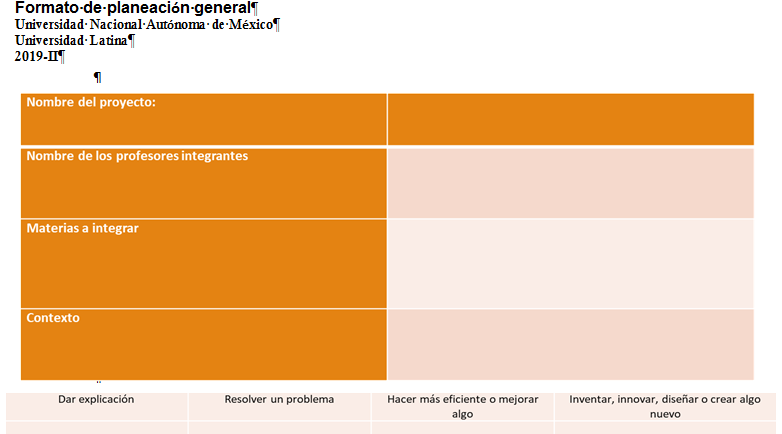 Formato·de·planeación·general¶
Universidad·Nacional·Autónoma·de·México¶
Universidad·Latina¶
2019-II¶
¶
Nombre del proyecto:
Nombre de los profesores integrantes
Materias a integrar
Contexto
Dar explicación
Resolver un problema
Hacer más eficiente o mejorar
algo
Inventar, innovar, diseñar o crear algo
nuevo